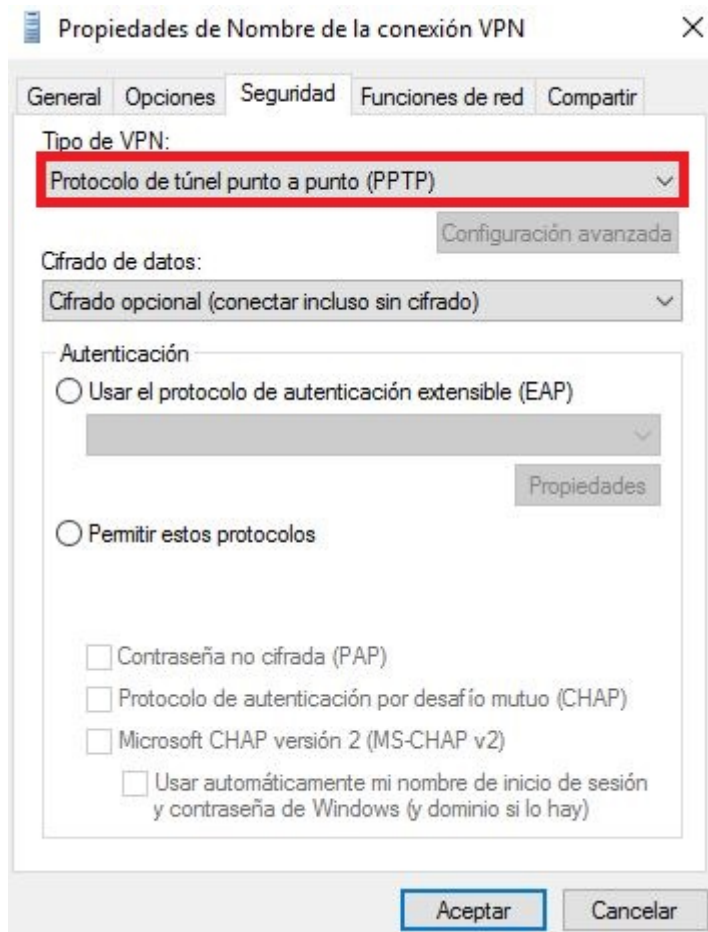 Propiedades de Nombre de la conexión VPN
General Opciones Seguridad Funciones de red Compartir
Tipo de VPN:
Protocolo de túnel punto a punto (PPTP)
Configuración avanzada
Cifrado de datos:
Cifrado opcional (conectar incluso sin cifrado)
Autenticación
Usar el protocolo de autenticación extensible (EAP)
Propiedades
Permitir estos protocolos
Contraseña no cifrada (PAP)
Protocolo de autenticación por desafío mutuo (CHAP)
Microsoft CHAP versión 2 (MS-CHAP v2)
Usar automáticamente mi nombre de inicio de sesión
y contraseña de Windows (y dominio si lo hay)
Aceptar Cancelar